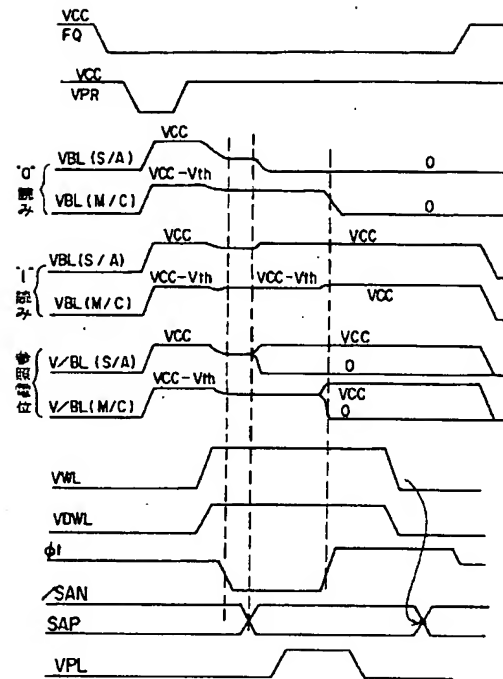 VCC
FQ
VCC
VPR
VCC
VBL(S/A)
0
"0"読み
VCC-Vth
VBL(M/C)
0
VCC
VCC
VBL(S/A)
"1"読み
VCC-Vth
VCC-Vth
VBL(M/C)
VCC
VCC
VCC
V/BL(S/A)
0
参照電位
VCC-Vth
V/BL(M/C)
VCC
0
VWL
VDWL
φt
/SAN
SAP
VPL